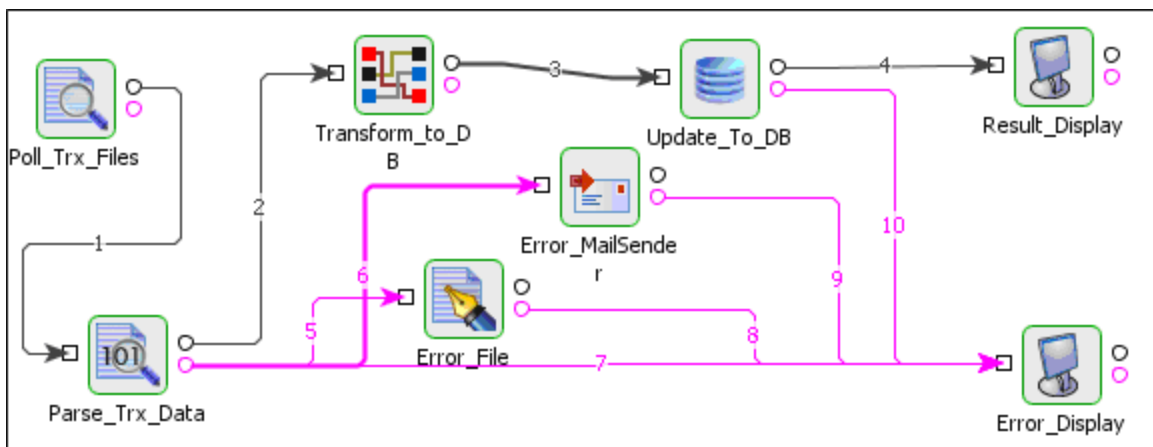 Poll_Trx_Files
Transform_to_D
B
3
Update_To_DB
4
Result_Display
2
1
Error_MailSende
r
10
6
9
5
Error_File
8
7
101
Parse_Trx_Data
Error_Display